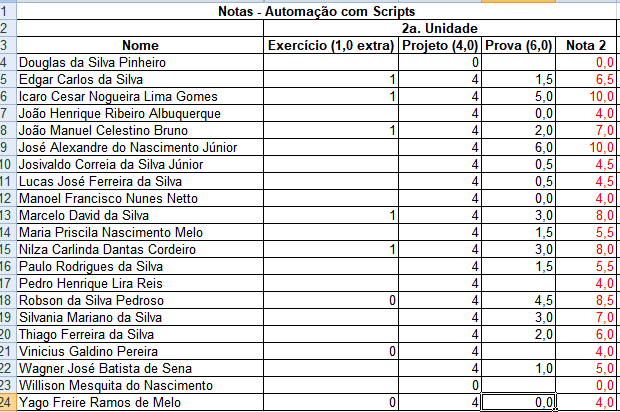 1 Notas - Automação com Scripts
2 2a. Unidade
3 Nome Exercício (1,0 extra) Projeto (4,0) Prova (6,0) Nota 2
4 Douglas da Silva Pinheiro 0 0,0
5 Edgar Carlos da Silva 1 4 1,5 6,5
6 Icaro Cesar Nogueira Lima Gomes 1 4 5,0 10,0
7 João Henrique Ribeiro Albuquerque 4 0,0 4,0
8 João Manuel Celestino Bruno 1 4 2,0 7,0
9 José Alexandre do Nascimento Júnior 4 6,0 10,0
10 Josivaldo Correia da Silva Júnior 4 0,5 4,5
11 Lucas José Ferreira da Silva 4 0,5 4,5
12 Manoel Francisco Nunes Netto 4 0,0 4,0
13 Marcelo David da Silva 1 4 3,0 8,0
14 Maria Priscila Nascimento Melo 4 1,5 5,5
15 Nilza Carlinda Dantas Cordeiro 1 4 3,0 8,0
16 Paulo Rodrigues da Silva 4 1,5 5,5
17 Pedro Henrique Lira Reis 4 4,0
18 Robson da Silva Pedroso 0 4 4,5 8,5
19 Silvania Mariano da Silva 4 3,0 7,0
20 Thiago Ferreira da Silva 4 2,0 6,0
21 Vinicius Galdino Pereira 0 4 4,0
22 Wagner José Batista de Sena 4 1,0 5,0
23 Willison Mesquita do Nascimento 0 0,0
24 Yago Freire Ramos de Melo 0 4 0,0 4,0